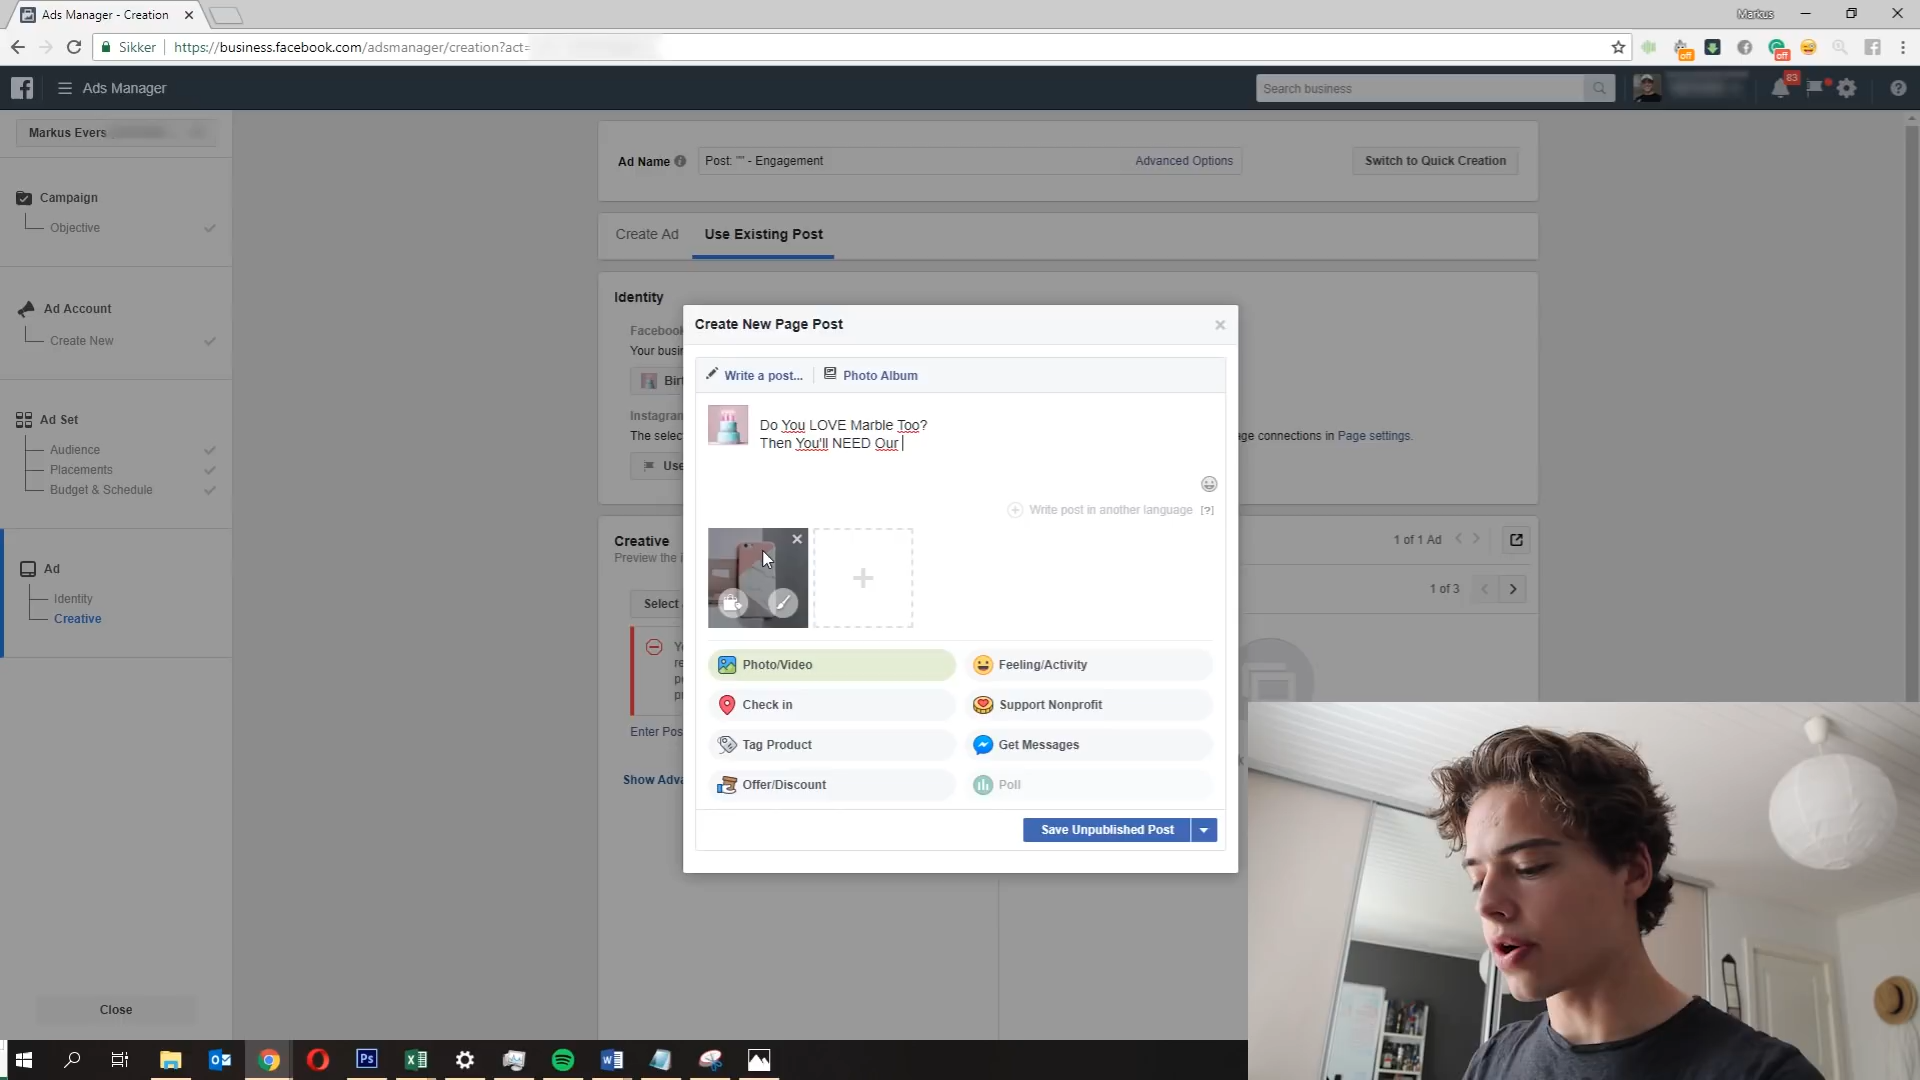 Ads Manager - Creation
Markus
Sikker
https://business.facebook.com/adsmanager/creation?act=
off
off
Ads Manager
Search business
83
Markus Evers
Campaign
Objective
Ad Account
Create New
Ad Set
Audience
Placements
Budget & Schedule
Ad
Identity
Creative
Close
Ad Name
Post: "" - Engagement
Advanced Options
Switch to Quick Creation
Create Ad
Use Existing Post
Identity
Your busi
The selec
ge connections in Page settings.
Use
Creative
Preview the
1 of 1 Ad
1 of 3
Select
Enter Pos
Show Adva
Create New Page Post
Write a post...
Photo Album
Do You LOVE Marble Too?
Then You'll NEED Our
Write post in another language [?]
Photo/Video
Feeling/Activity
Check in
Support Nonprofit
Tag Product
Get Messages
Offer/Discount
Poll
Save Unpublished Post
Ps